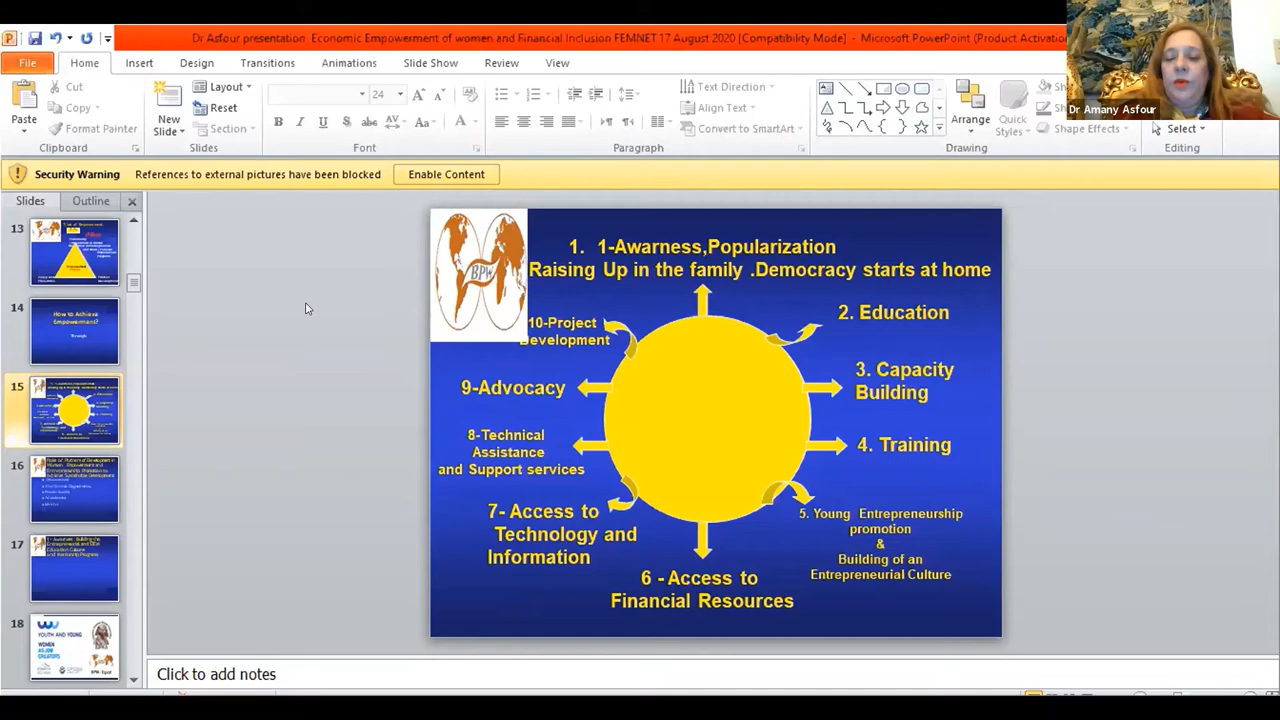 Dr Asfour presentation Economic Empowerment of women and Financial Inclusion FEMNET 17 August 2020 [Compatibility Mode] - Microsoft PowerPoint (Product Activation
File
Home
Insert
Design
Transitions
Animations
Slide Show
Review
View
Dr Amany Asfour
Paste
Cut
Copy
Format Painter
Clipboard
New
Slide
Layout
Reset
Section
Slides
24
Font
Text Direction
Align Text
Convert to SmartArt
Paragraph
Arrange
Quick
Styles
Shape Effects
Drawing
Select
Editing
Security Warning References to external pictures have been blocked
Enable Content
Slides
Outline
13
14
How to Achieve
Empowerment?
15
16
17
18
YOUTH AND YOUNG
WOMEN
AS JOB
CREATORS
BPW
1. 1-Awarness,Popularization
Raising Up in the family .Democracy starts at home
2. Education
3. Capacity
Building
4. Training
5. Young Entrepreneurship
promotion
&
Building of an
Entrepreneurial Culture
6 - Access to
Financial Resources
7- Access to
Technology and
Information
8-Technical
Assistance
and Support services
9-Advocacy
10-Project
Development
Click to add notes